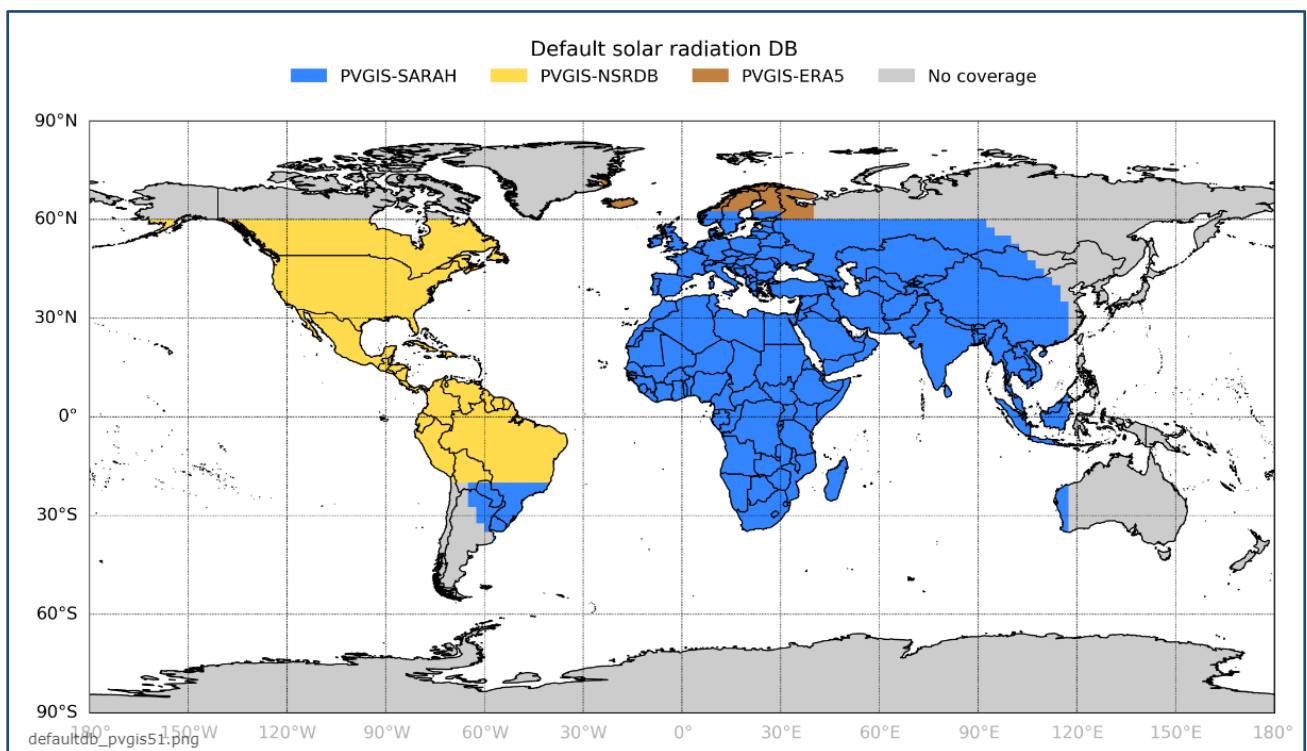 Default solar radiation DB
PVGIS-SARAH PVGIS-NSRDB PVGIS-ERA5 No coverage
90°N
60°N
30°N
0°
30°S
60°S
90°S
180°W 150°W 120°W 90°W 60°W 30°W 0° 30°E 60°E 90°E 120°E 150°E 180°E
defaultdb_pvgis51.png